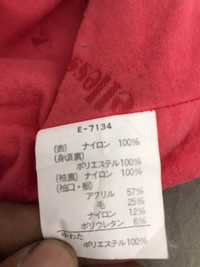 ellesse
E-7134
(表) ナイロン 100%
(身頃裏)
ポリエステル100%
(袖裏) ナイロン 100%
(袖口・裾)
アクリル 57%
毛 25%
ナイロン 12%
ポリウレタン 6%
中わた
ポリエステル100%